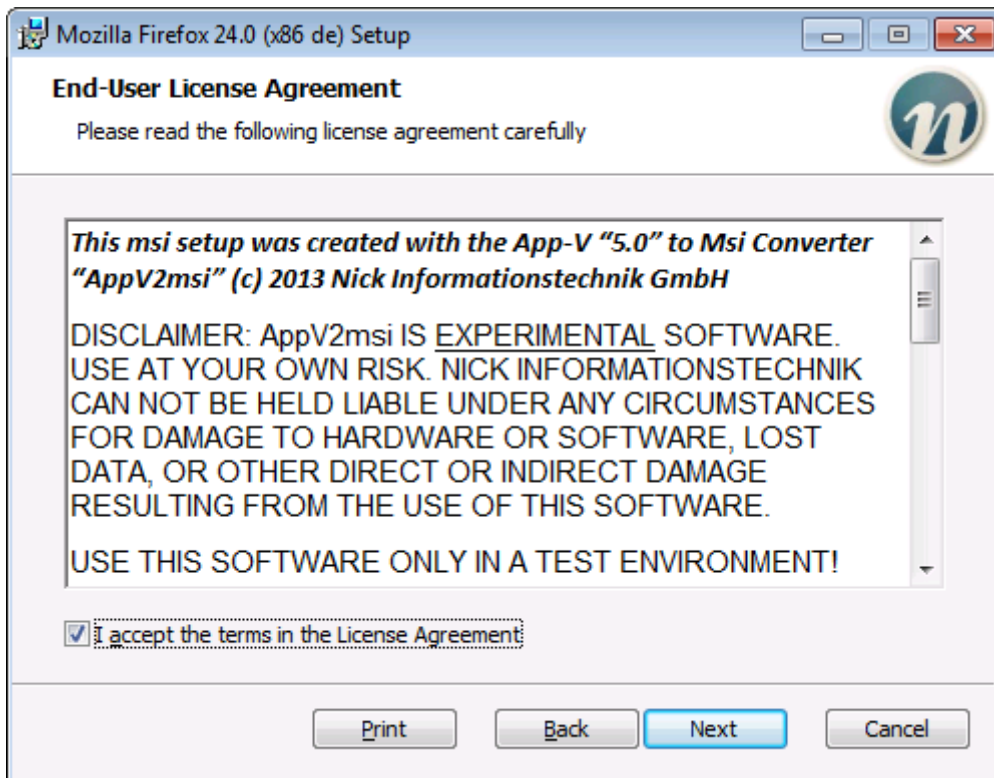 Mozilla Firefox 24.0 (x86 de) Setup
End-User License Agreement
Please read the following license agreement carefully
n
This msi setup was created with the App-V “5.0” to Msi Converter
“AppV2msi” (c) 2013 Nick Informationstechnik GmbH
DISCLAIMER: AppV2msi IS EXPERIMENTAL SOFTWARE.
USE AT YOUR OWN RISK. NICK INFORMATIONSTECHNIK
CAN NOT BE HELD LIABLE UNDER ANY CIRCUMSTANCES
FOR DAMAGE TO HARDWARE OR SOFTWARE, LOST
DATA, OR OTHER DIRECT OR INDIRECT DAMAGE
RESULTING FROM THE USE OF THIS SOFTWARE.
USE THIS SOFTWARE ONLY IN A TEST ENVIRONMENT!
I accept the terms in the License Agreement
Print Back Next Cancel